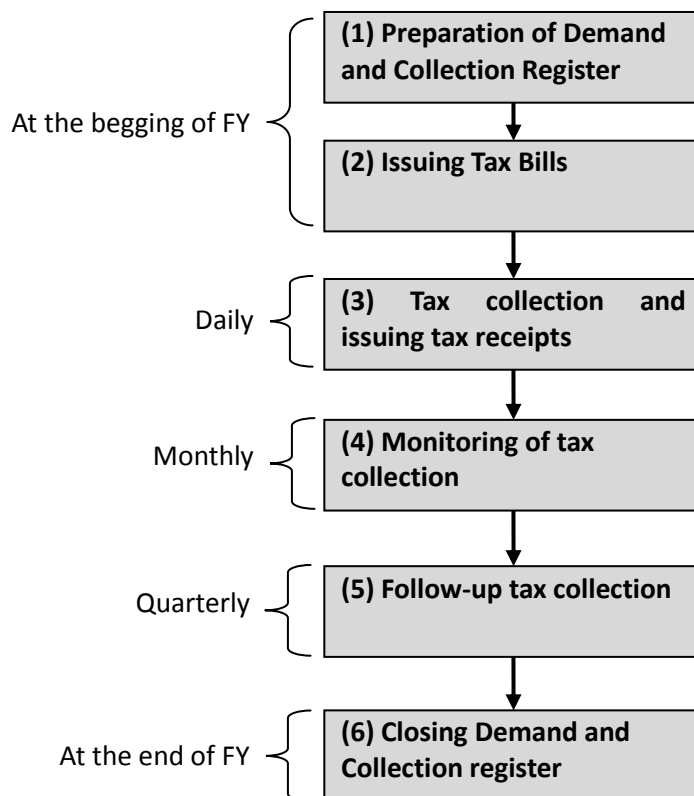 (1) Preparation of Demand
and Collection Register
At the begging of FY
(2) Issuing Tax Bills
(3) Tax collection and
issuing tax receipts
Daily
(4) Monitoring of tax
collection
Monthly
(5) Follow-up tax collection
Quarterly
(6) Closing Demand and
Collection register
At the end of FY